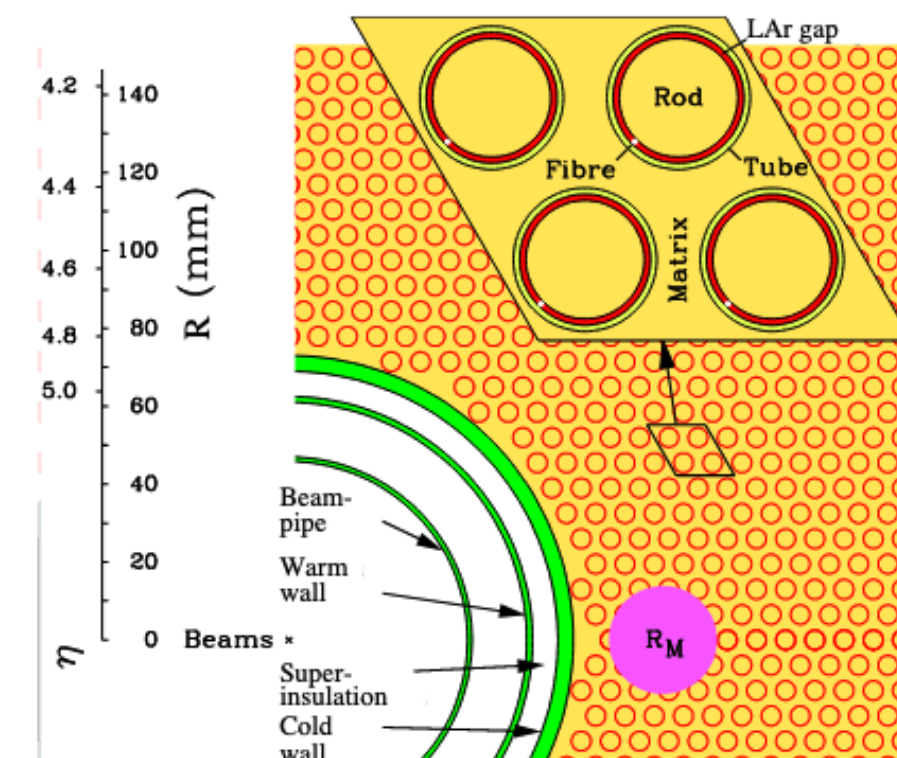 LAr gap
4.2
140
Rod
120
Fibre
Tube
4.4
100
4.6
R (mm)
Matrix
80
4.8
5.0
60
40
Beam-
pipe
20
Warm
wall
0
Beams
η
R_M
Super-
insulation
Cold
wall